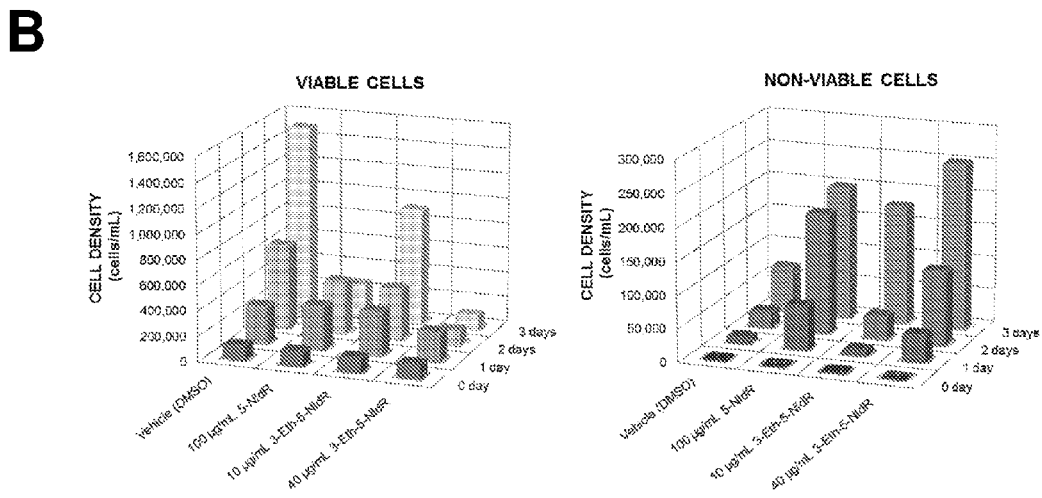 B
VIABLE CELLS
CELL DENSITY
(cells/mL)
1,600,000
1,400,000
1,200,000
1,000,000
800,000
600,000
400,000
200,000
0
3 days
2 days
1 day
0 day
Vehicle (DMSO)
100 µg/mL 5-NIdR
10 µg/mL 3-Eth-5-NIdR
40 µg/mL 3-Eth-5-NIdR
NON-VIABLE CELLS
CELL DENSITY
(cells/mL)
300,000
250,000
200,000
150,000
100,000
50,000
0
3 days
2 days
1 day
0 day
Vehicle (DMSO)
100 µg/mL 5-NIdR
10 µg/mL 3-Eth-5-NIdR
40 µg/mL 3-Eth-5-NIdR